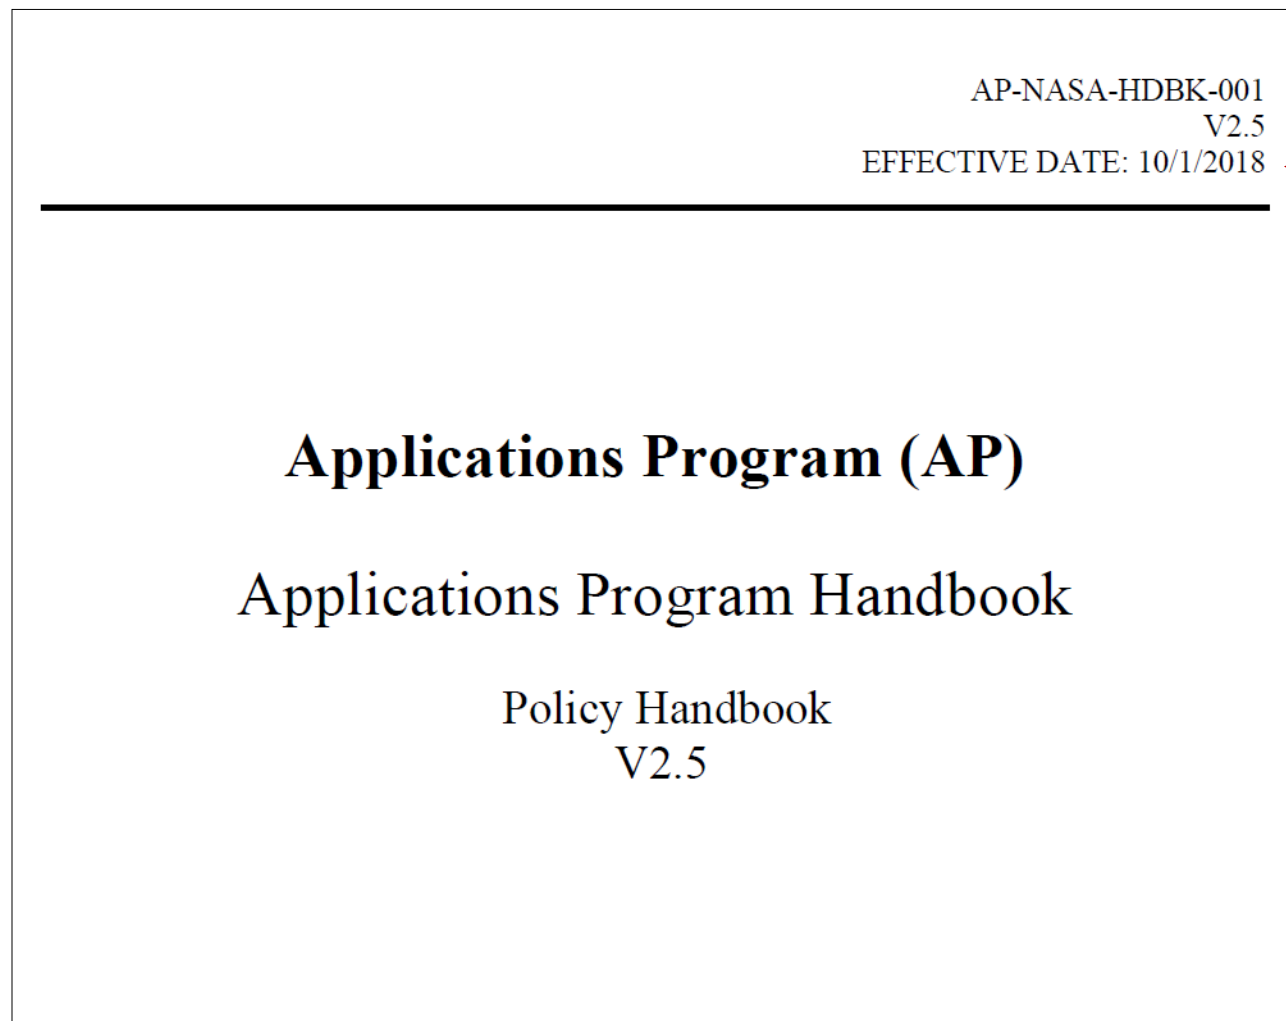 AP-NASA-HDBK-001
V2.5
EFFECTIVE DATE: 10/1/2018
Applications Program (AP)
Applications Program Handbook
Policy Handbook
V2.5